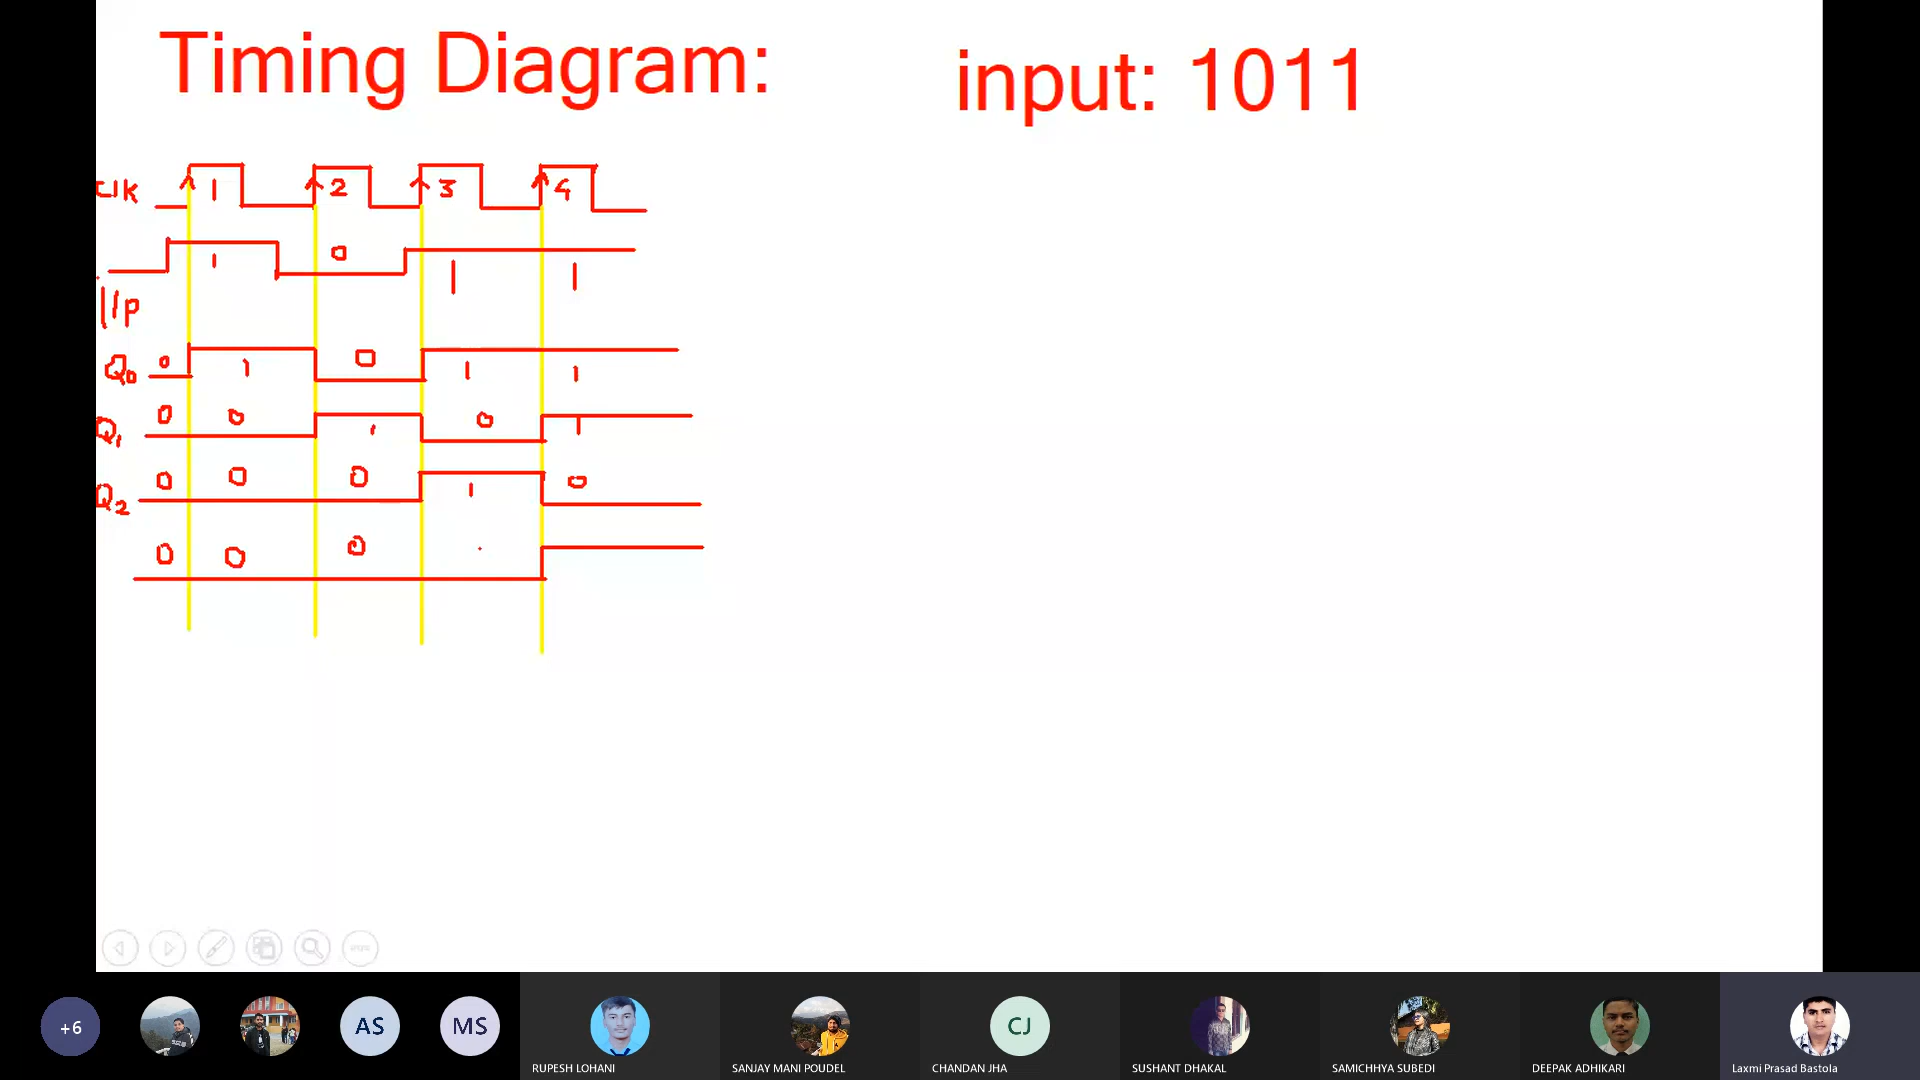 Timing Diagram:
input: 1011
Clk 1 2 3 4
1 0 1 1
I/p
Q0 0 1 0 1 1
Q1 0 0 1 0 1
Q2 0 0 0 1 0
0 0 0
+6
AS
MS
CJ
RUPESH LOHANI
SANJAY MANI POUDEL
CHANDAN JHA
SUSHANT DHAKAL
SAMICHHYA SUBEDI
DEEPAK ADHIKARI
Laxmi Prasad Bastola